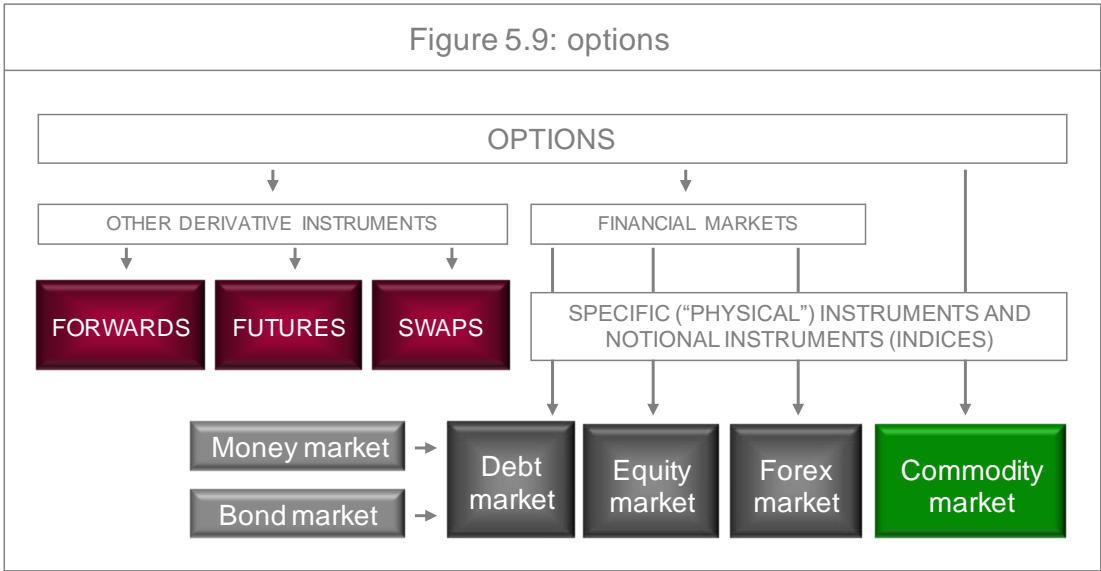 Figure 5.9: options
OPTIONS
OTHER DERIVATIVE INSTRUMENTS
FINANCIAL MARKETS
FORWARDS
FUTURES
SWAPS
SPECIFIC (“PHYSICAL”) INSTRUMENTS AND
NOTIONAL INSTRUMENTS (INDICES)
Money market
Bond market
Debt
market
Equity
market
Forex
market
Commodity
market